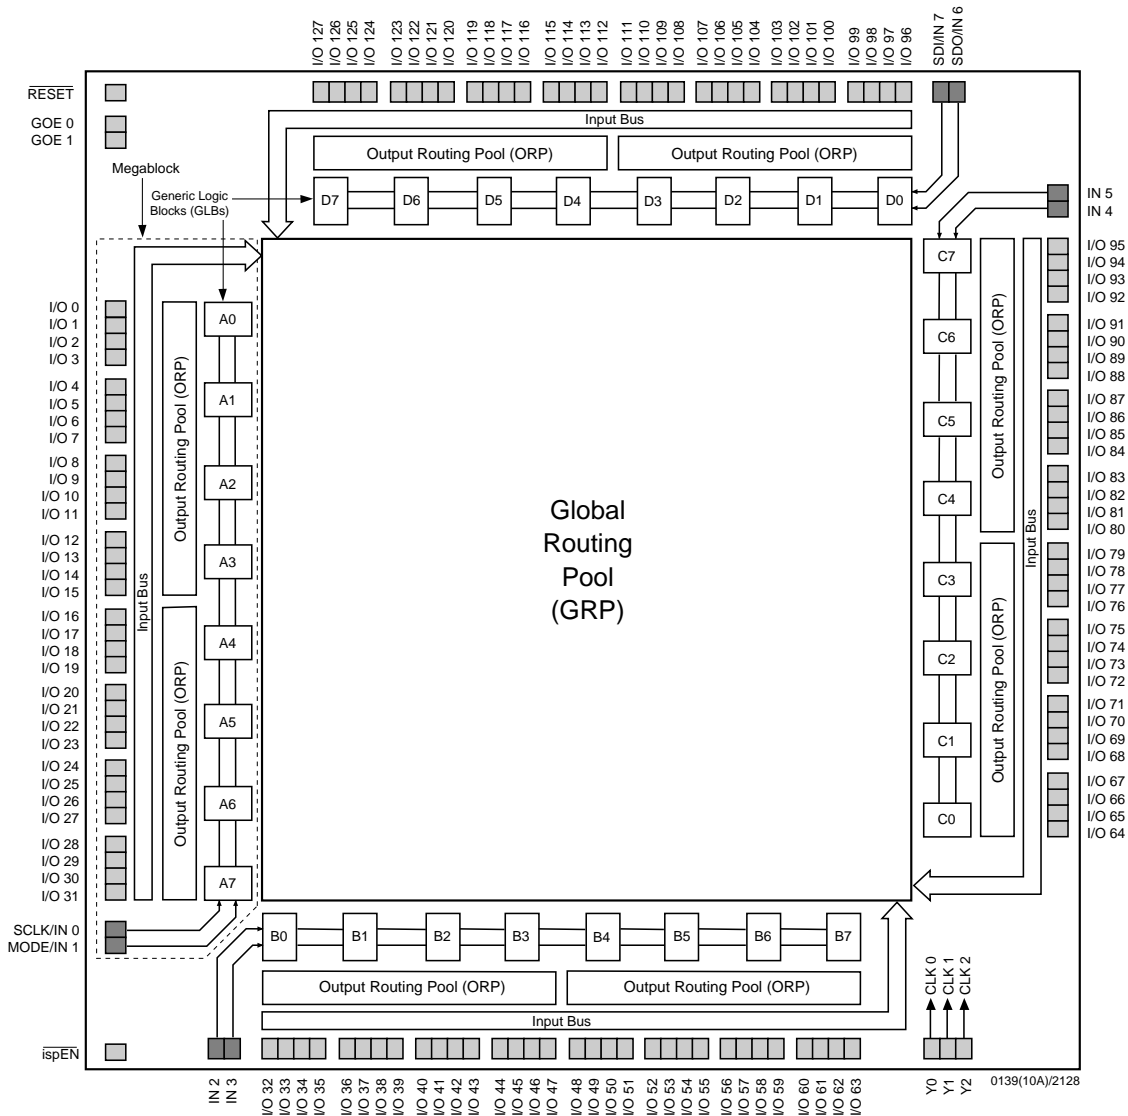 I/O 127
I/O 126
I/O 125
I/O 124
I/O 123
I/O 122
I/O 121
I/O 120
I/O 119
I/O 118
I/O 117
I/O 116
I/O 115
I/O 114
I/O 113
I/O 112
I/O 111
I/O 110
I/O 109
I/O 108
I/O 107
I/O 106
I/O 105
I/O 104
I/O 103
I/O 102
I/O 101
I/O 100
I/O 99
I/O 98
I/O 97
I/O 96
SDI/IN 7
SDO/IN 6
RESET
GOE 0
GOE 1
Input Bus
Output Routing Pool (ORP)
Output Routing Pool (ORP)
Megablock
Generic Logic
Blocks (GLBs)
D7
D6
D5
D4
D3
D2
D1
D0
IN 5
IN 4
I/O 0
I/O 1
I/O 2
I/O 3
I/O 4
I/O 5
I/O 6
I/O 7
I/O 8
I/O 9
I/O 10
I/O 11
I/O 12
I/O 13
I/O 14
I/O 15
I/O 16
I/O 17
I/O 18
I/O 19
I/O 20
I/O 21
I/O 22
I/O 23
I/O 24
I/O 25
I/O 26
I/O 27
I/O 28
I/O 29
I/O 30
I/O 31
SCLK/IN 0
MODE/IN 1
Input Bus
Output Routing Pool (ORP)
Output Routing Pool (ORP)
A0
A1
A2
A3
A4
A5
A6
A7
Global
Routing
Pool
(GRP)
C7
C6
C5
C4
C3
C2
C1
C0
Output Routing Pool (ORP)
Output Routing Pool (ORP)
Input Bus
I/O 95
I/O 94
I/O 93
I/O 92
I/O 91
I/O 90
I/O 89
I/O 88
I/O 87
I/O 86
I/O 85
I/O 84
I/O 83
I/O 82
I/O 81
I/O 80
I/O 79
I/O 78
I/O 77
I/O 76
I/O 75
I/O 74
I/O 73
I/O 72
I/O 71
I/O 70
I/O 69
I/O 68
I/O 67
I/O 66
I/O 65
I/O 64
B0
B1
B2
B3
B4
B5
B6
B7
Output Routing Pool (ORP)
Output Routing Pool (ORP)
Input Bus
CLK 0
CLK 1
CLK 2
ispEN
IN 2
IN 3
I/O 32
I/O 33
I/O 34
I/O 35
I/O 36
I/O 37
I/O 38
I/O 39
I/O 40
I/O 41
I/O 42
I/O 43
I/O 44
I/O 45
I/O 46
I/O 47
I/O 48
I/O 49
I/O 50
I/O 51
I/O 52
I/O 53
I/O 54
I/O 55
I/O 56
I/O 57
I/O 58
I/O 59
I/O 60
I/O 61
I/O 62
I/O 63
Y0
Y1
Y2
0139(10A)/2128